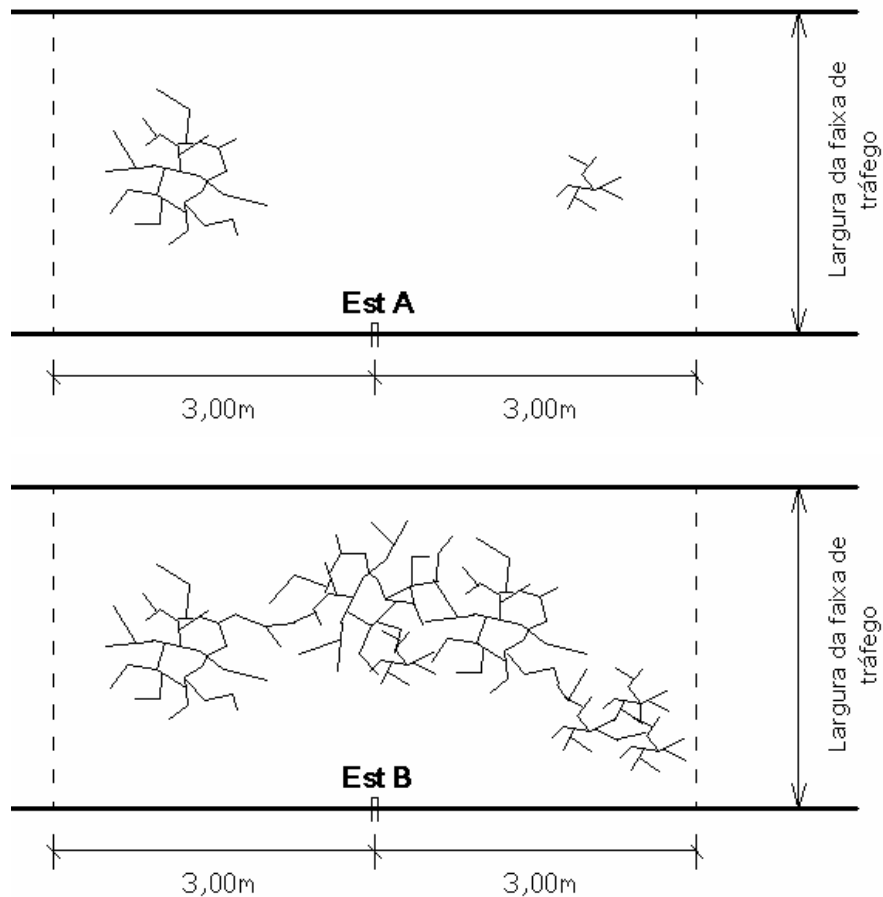 Largura da faixa de
tráfego
Est A
3,00m
3,00m
Largura da faixa de
tráfego
Est B
3,00m
3,00m